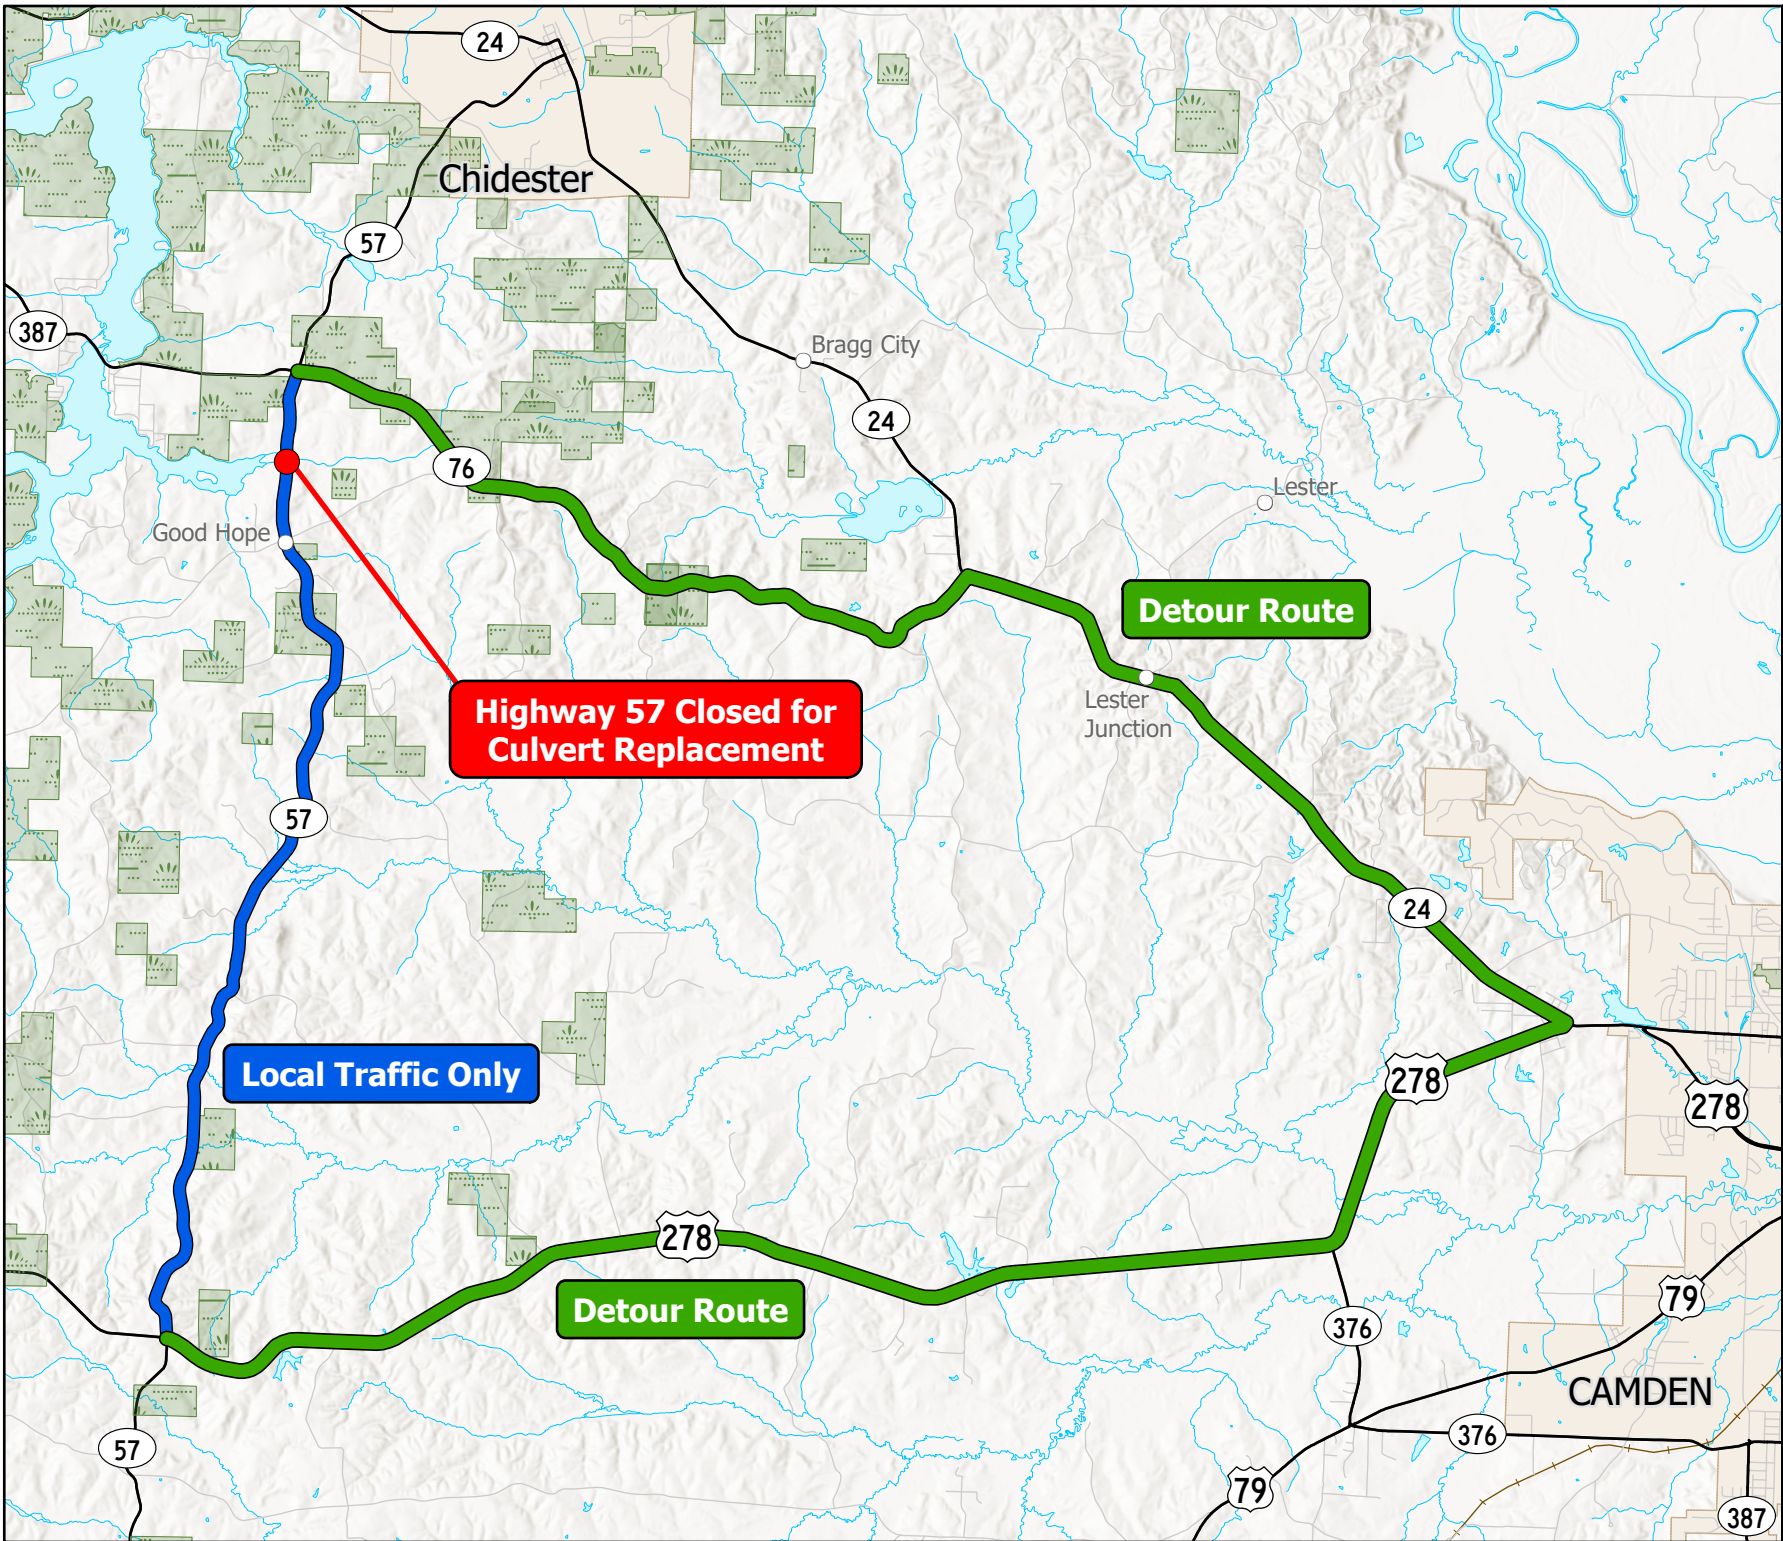 24
Chidester
57
387
Bragg City
24
76
Lester
Good Hope
Detour Route
Lester
Junction
Highway 57 Closed for
Culvert Replacement
57
24
Local Traffic Only
278
278
278
Detour Route
79
376
CAMDEN
376
57
79
387